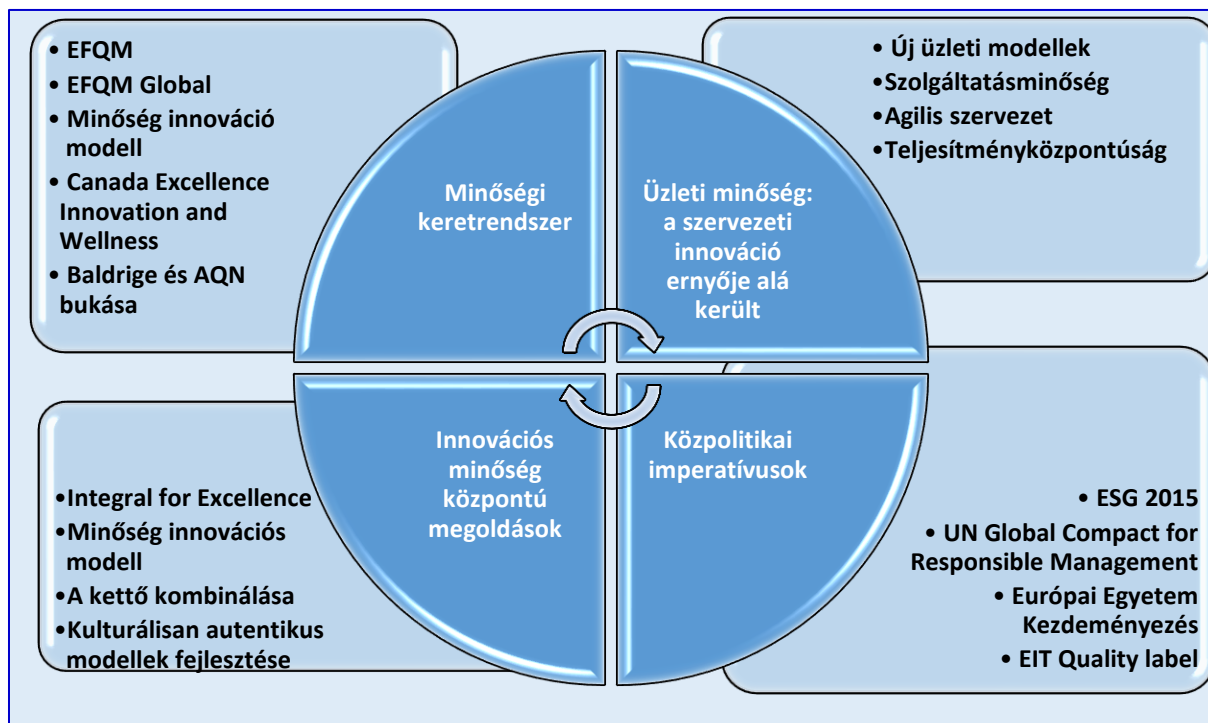 • EFQM
• EFQM Global
• Minőség innováció
modell
• Canada Excellence
Innovation and
Wellness
• Baldrige és AQN
bukása
• Új üzleti modellek
•Szolgáltatásminőség
•Agilis szervezet
•Teljesítményközpontúság
Minőségi
keretrendszer
Üzleti minőség:
a szervezeti
innováció
ernyője alá
került
Innovációs
minőség
központú
megoldások
Közpolitikai
imperatívusok
•Integral for Excellence
•Minőség innovációs
modell
•A kettő kombinálása
•Kulturálisan autentikus
modellek fejlesztése
• ESG 2015
• UN Global Compact for
Responsible Management
• Európai Egyetem
Kezdeményezés
• EIT Quality label